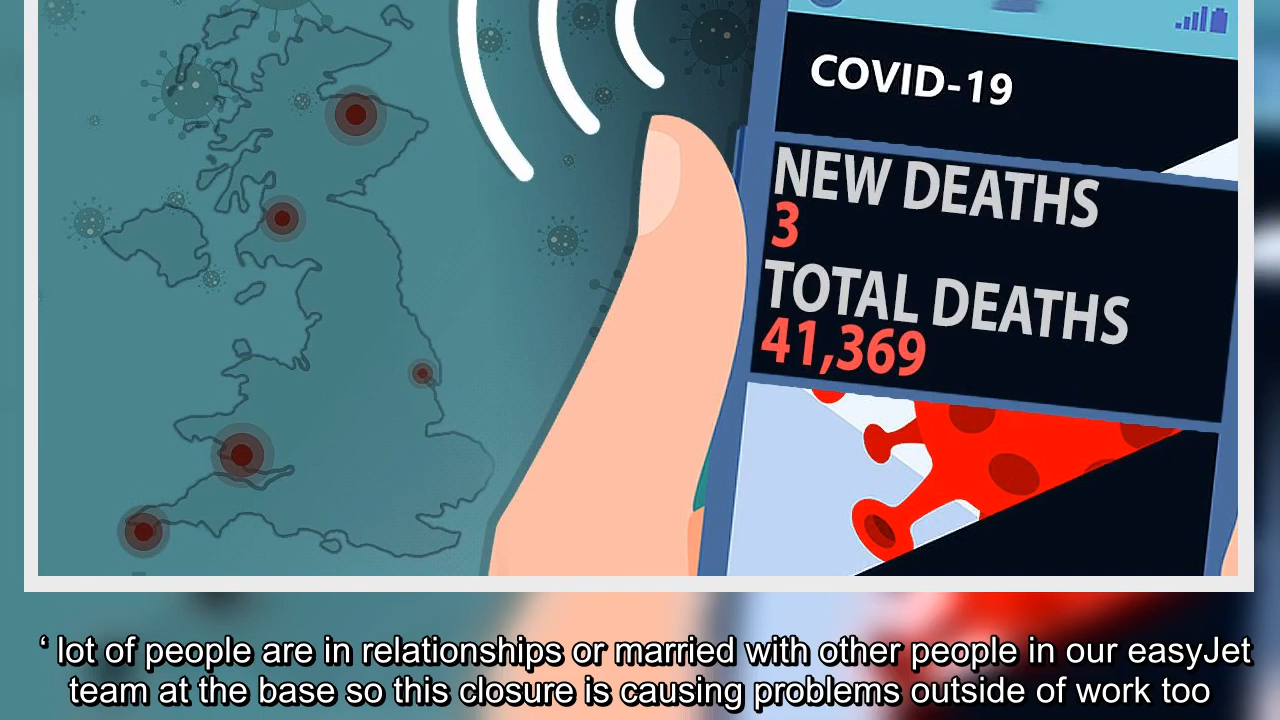 COVID-19
NEW DEATHS
3
TOTAL DEATHS
41,369
‘ lot of people are in relationships or married with other people in our easyJet
team at the base so this closure is causing problems outside of work too